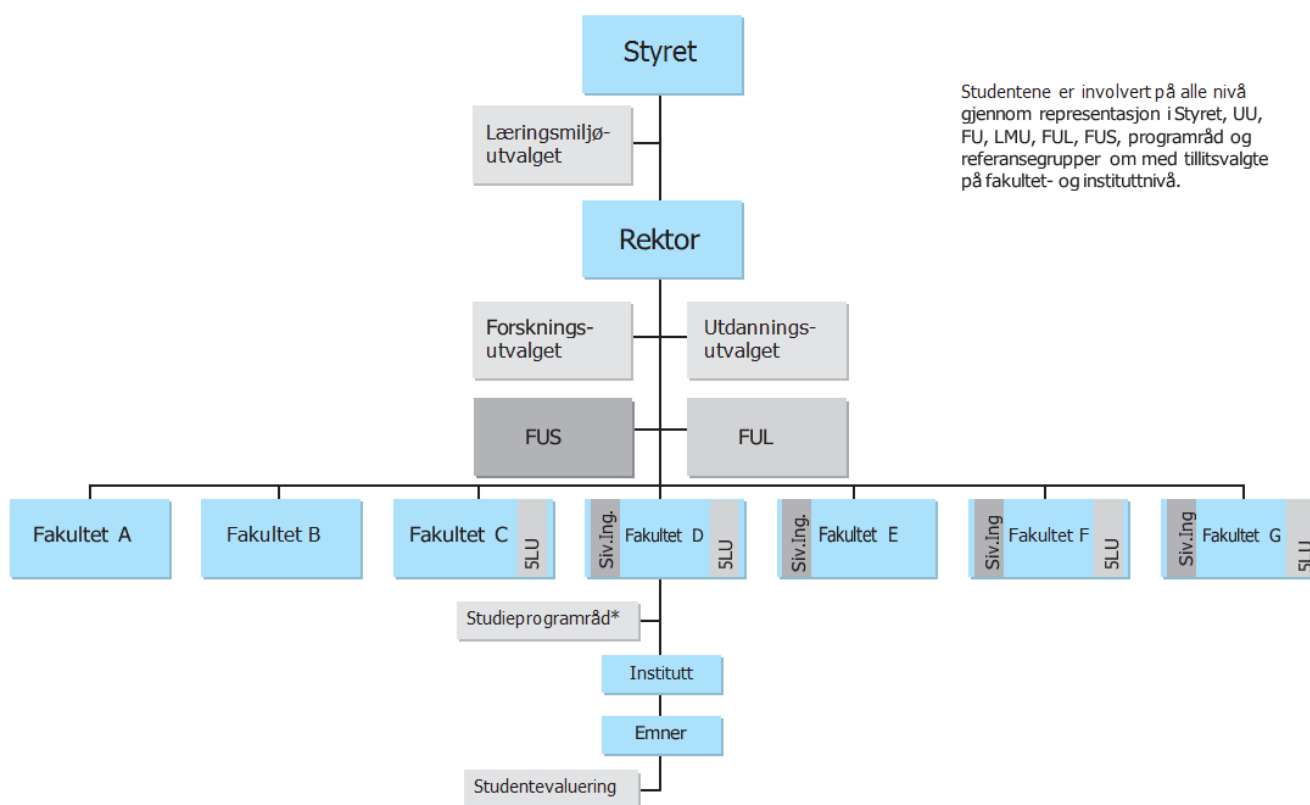 Styret
Studentene er involvert på alle nivå
gjennom representasjon i Styret, UU,
FU, LMU, FUL, FUS, programråd og
referansegrupper om med tillitsvalgte
på fakultet- og instituttnivå.
Læringsmiljø-
utvalget
Rektor
Forsknings-
utvalget
Utdannings-
utvalget
FUS
FUL
Fakultet A
Fakultet B
Fakultet C
5LU
Siv.Ing.
Fakultet D
5LU
Siv.Ing.
Fakultet E
Siv.Ing
Fakultet F
5LU
Siv.Ing
Fakultet G
5LU
Studieprogramråd*
Institutt
Emner
Studentevaluering